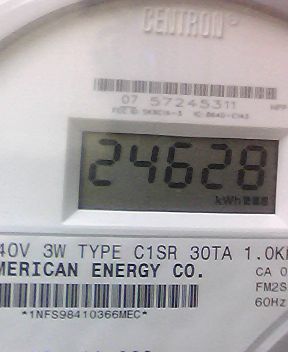 CENTRON®
07 57245311
24628
kWh
40V 3W TYPE C1SR 30TA 1.0K
MERICAN ENERGY CO.
CA 0
FM2S
60Hz
*1NFS98410366MEC*